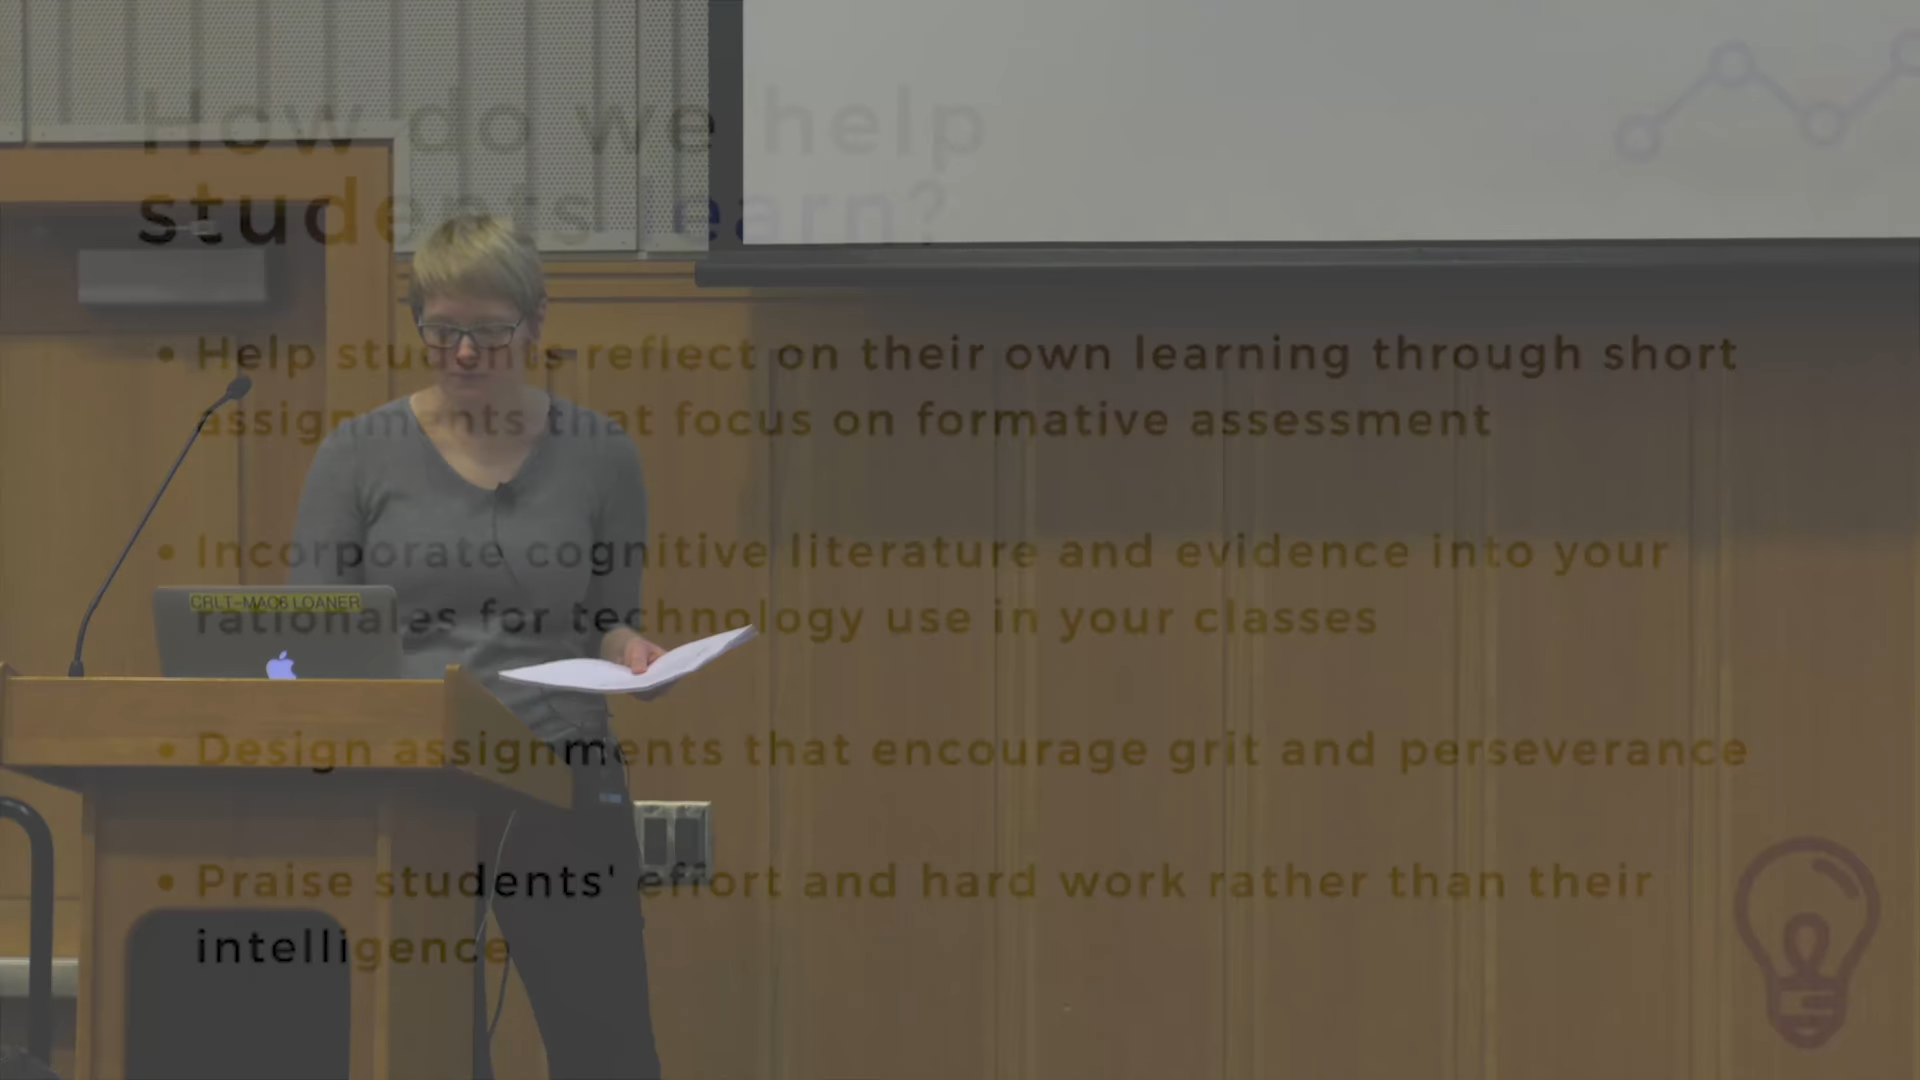 How do we help
students learn?
• Help students reflect on their own learning through short
assignments that focus on formative assessment
• Incorporate cognitive literature and evidence into your
CRLT-MAC6 LOANER
rationales for technology use in your classes
• Design assignments that encourage grit and perseverance
• Praise students' effort and hard work rather than their
intelligence